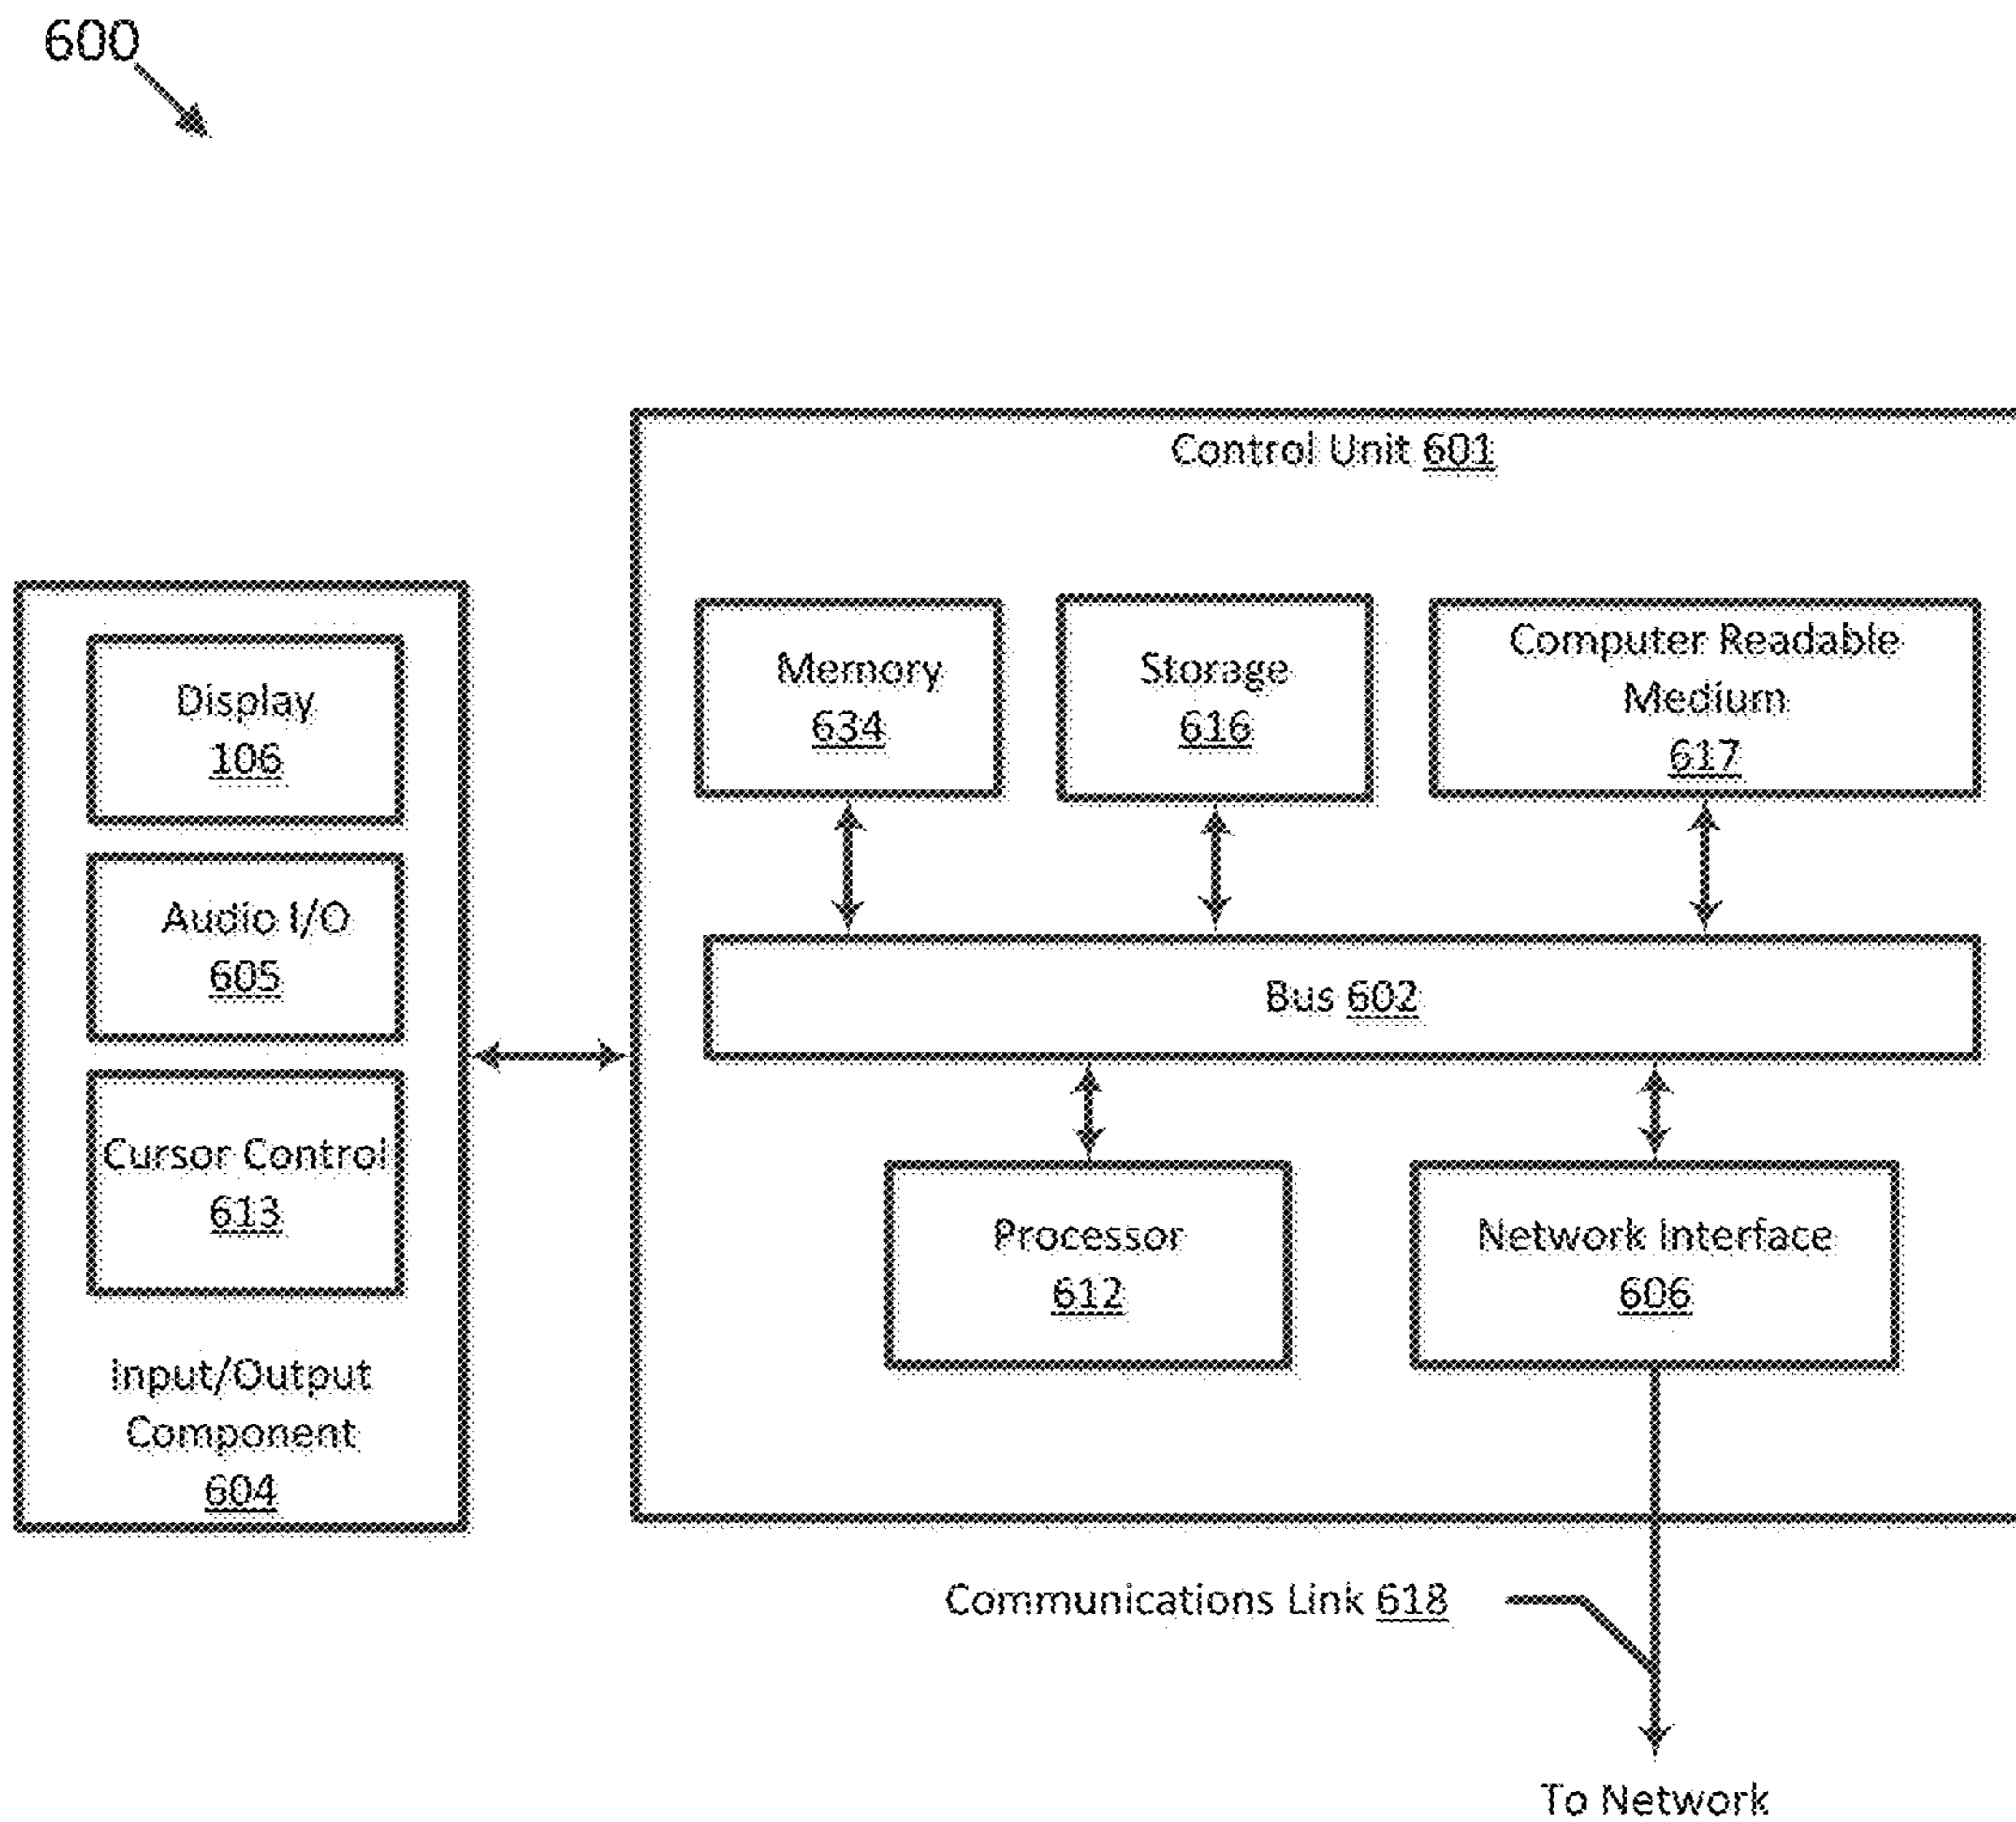 600
Control Unit 601
Display
106
Audio I/O
605
Cursor Control
613
Input/Output
Component
604
Memory
634
Storage
616
Computer Readable
Medium
617
Bus 602
Processor
612
Network Interface
606
Communications Link 618
To Network